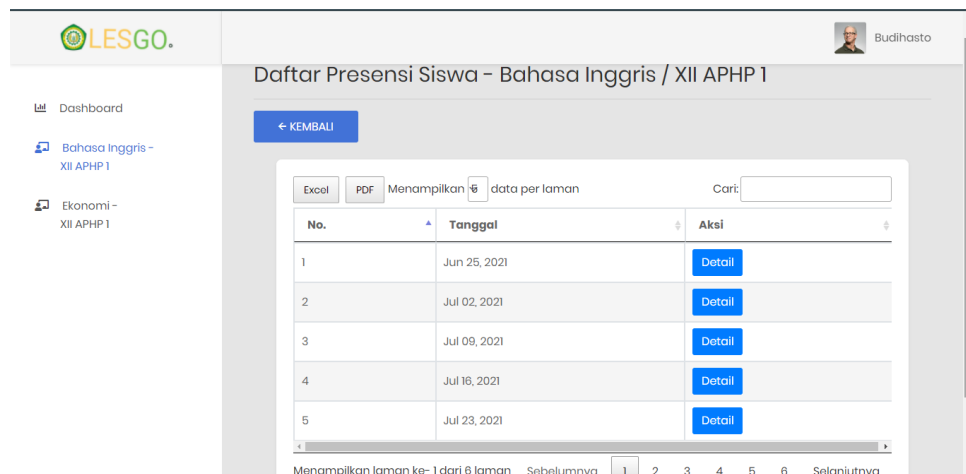 LESGO.
Budihasto
Daftar Presensi Siswa - Bahasa Inggris / XII APHP 1
Dashboard
Bahasa Inggris -
XII APHP 1
Ekonomi -
XII APHP 1
← KEMBALI
Excel PDF Menampilkan 5 data per laman Cari:
No. Tanggal Aksi
1 Jun 25, 2021 Detail
2 Jul 02, 2021 Detail
3 Jul 09, 2021 Detail
4 Jul 16, 2021 Detail
5 Jul 23, 2021 Detail
Menampilkan laman ke- 1 dari 6 laman Sebelumnya 1 2 3 4 5 6 Selanjutnya